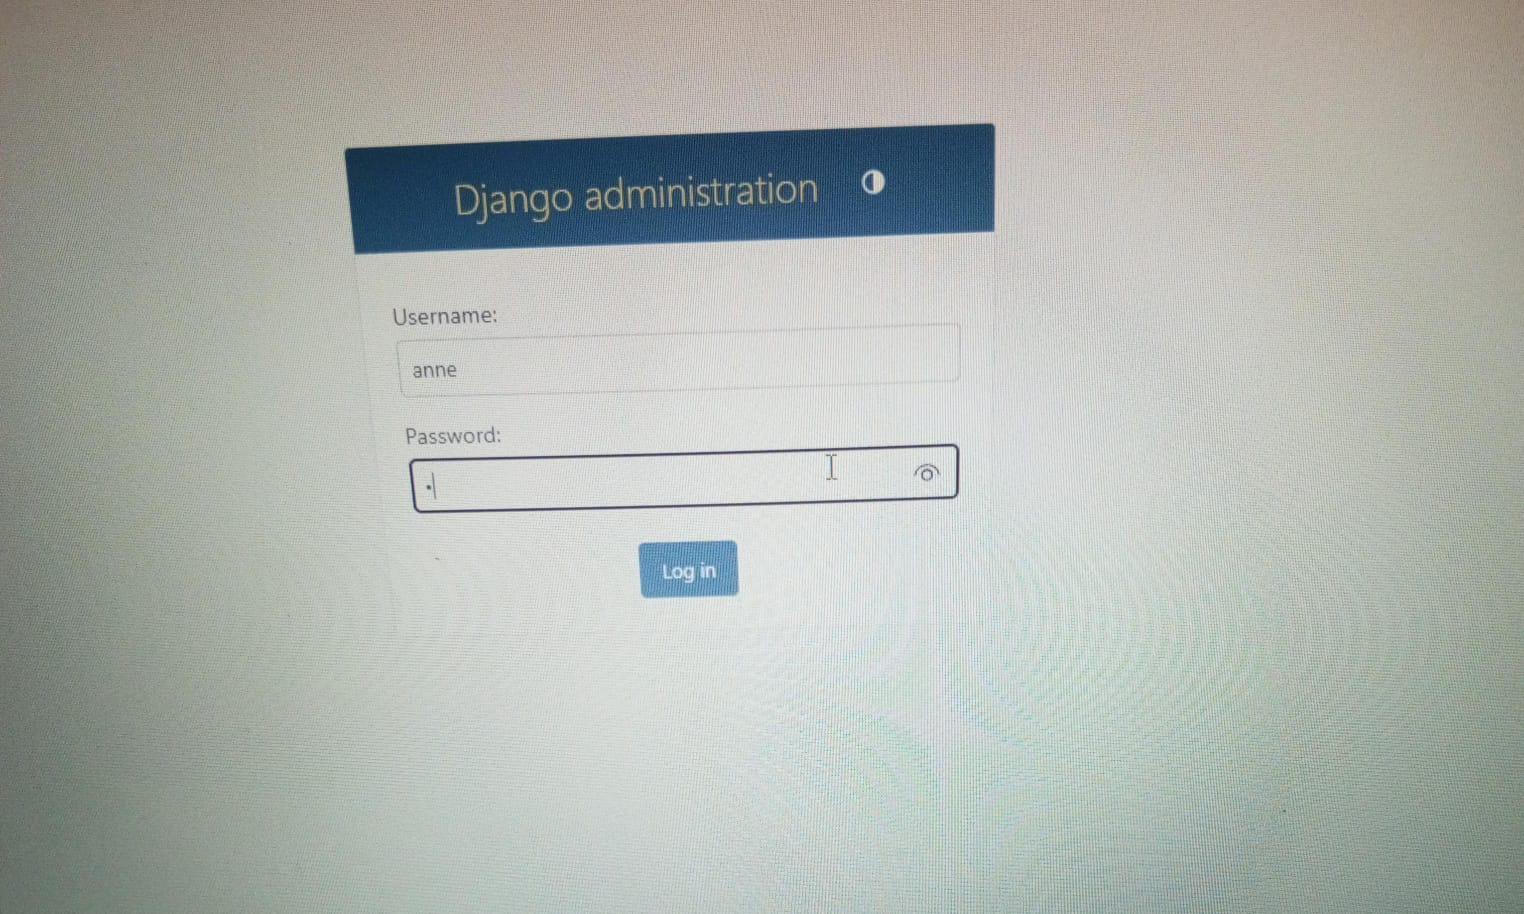 Django administration
Username:
anne
Password:
•
Log in